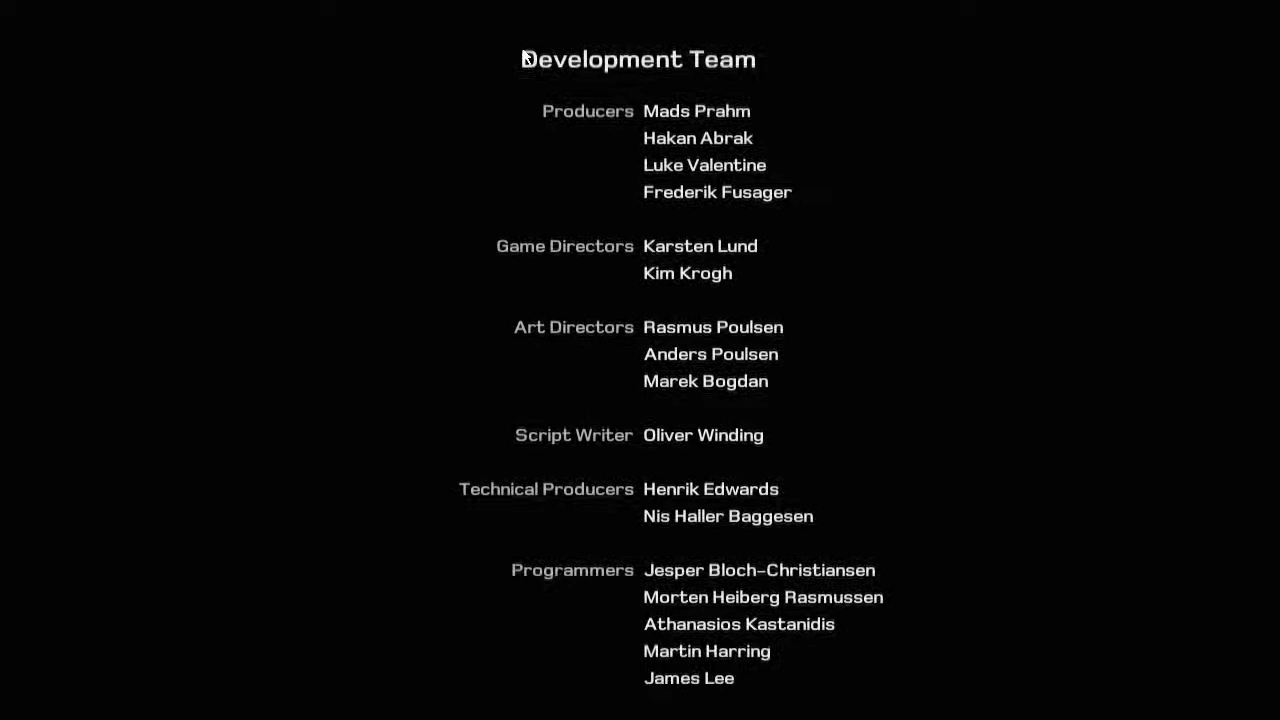 Development Team
Producers Mads Prahm
Hakan Abrak
Luke Valentine
Frederik Fusager
Game Directors Karsten Lund
Kim Krogh
Art Directors Rasmus Poulsen
Anders Poulsen
Marek Bogdan
Script Writer Oliver Winding
Technical Producers Henrik Edwards
Nis Haller Baggesen
Programmers Jesper Bloch-Christiansen
Morten Heiberg Rasmussen
Athanasios Kastanidis
Martin Harring
James Lee